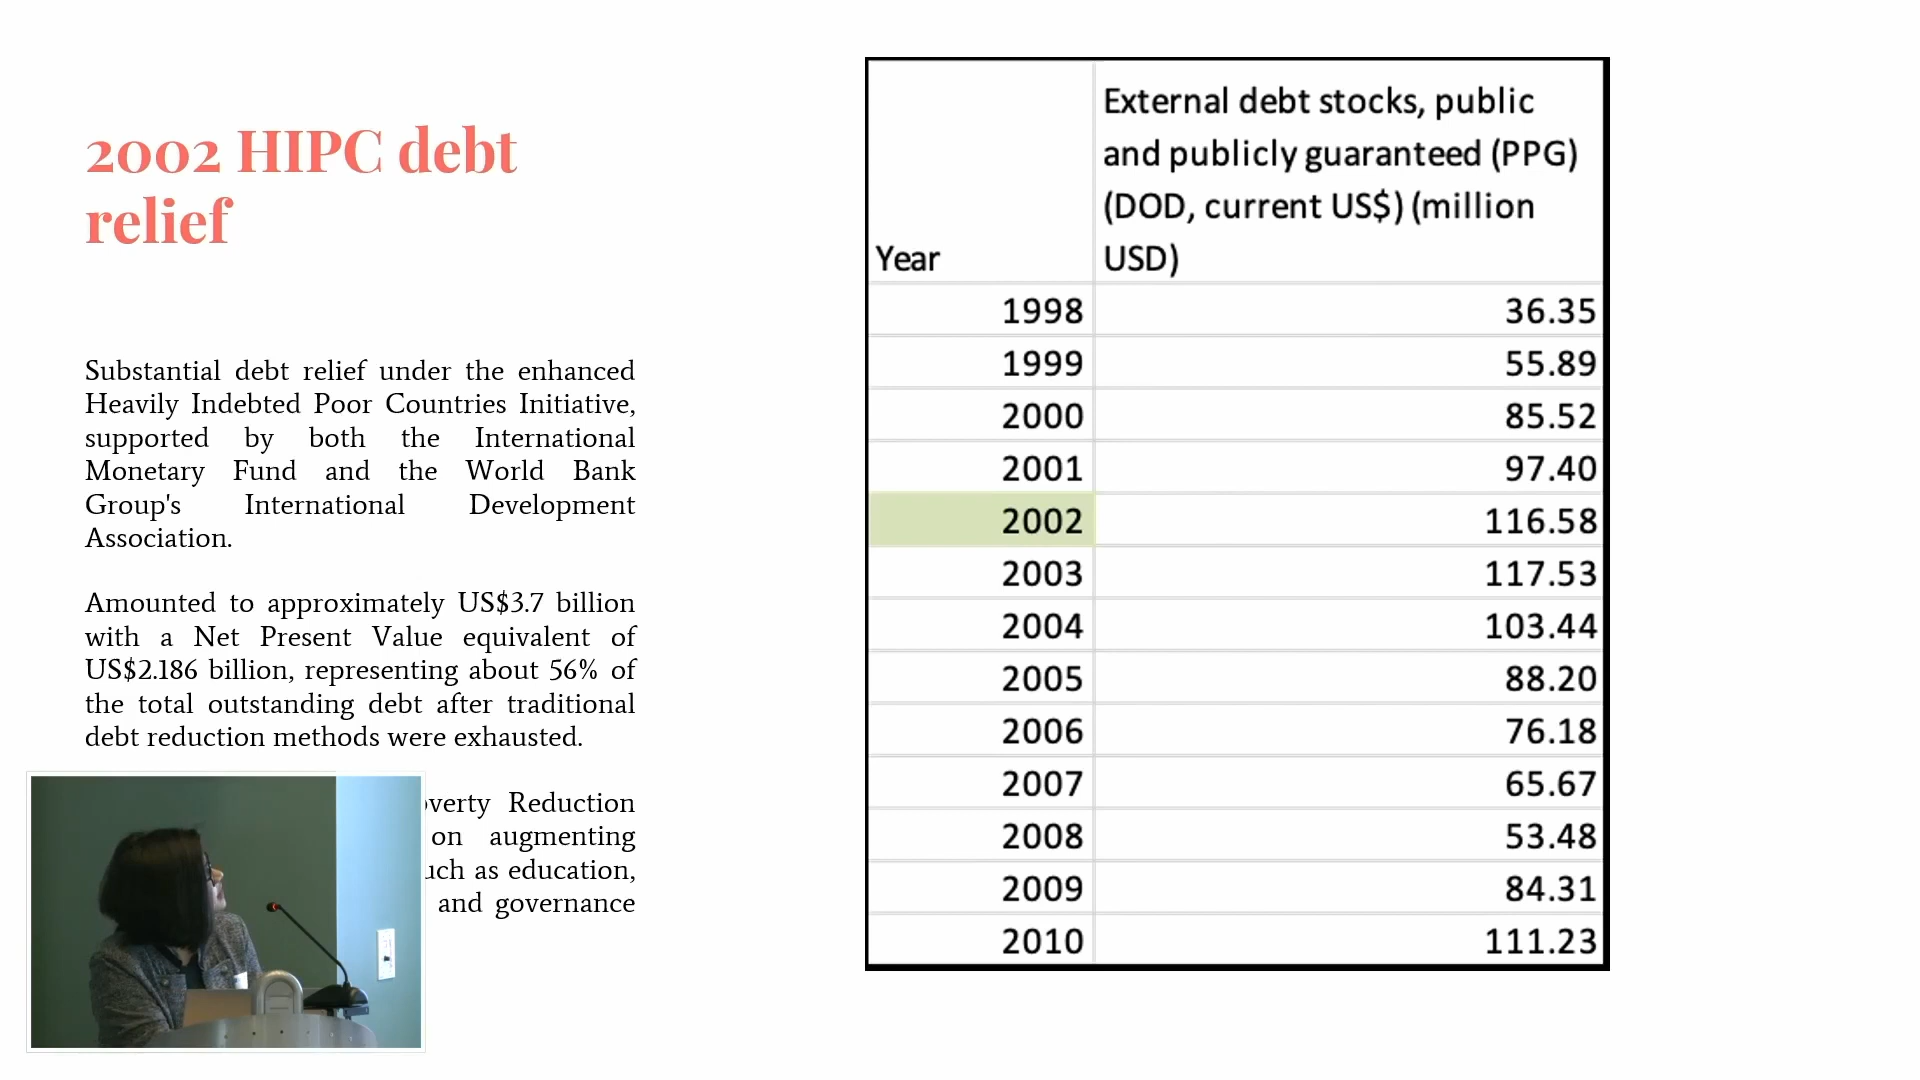 2002 HIPC debt
relief
Substantial debt relief under the enhanced
Heavily Indebted Poor Countries Initiative,
supported by both the International
Monetary Fund and the World Bank
Group's International Development
Association.
Amounted to approximately US$3.7 billion
with a Net Present Value equivalent of
US$2.186 billion, representing about 56% of
the total outstanding debt after traditional
debt reduction methods were exhausted.
Reduction
on augmenting
as education,
and governance
External debt stocks, public
and publicly guaranteed (PPG)
(DOD, current US$) (million
Year USD)
1998 36.35
1999 55.89
2000 85.52
2001 97.40
2002 116.58
2003 117.53
2004 103.44
2005 88.20
2006 76.18
2007 65.67
2008 53.48
2009 84.31
2010 111.23